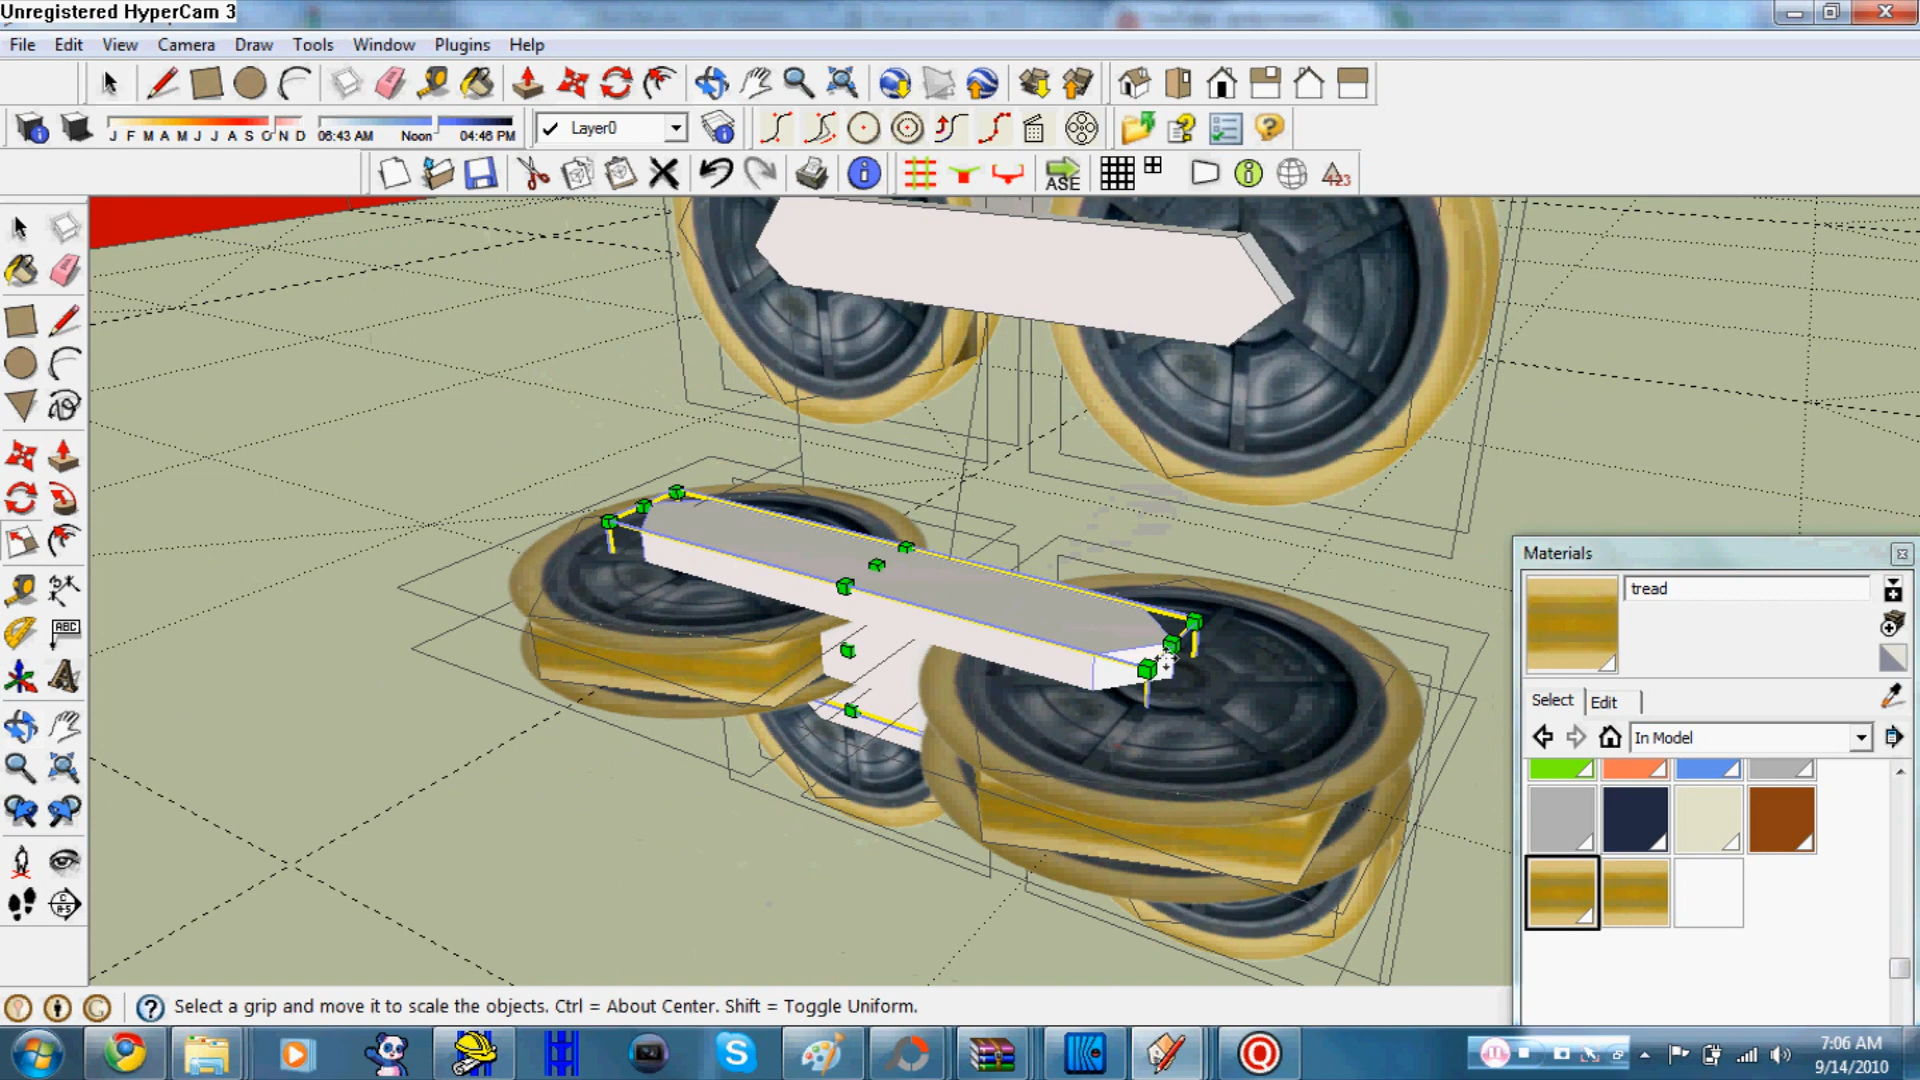 Unregistered HyperCam 3
File Edit View Camera Draw Tools Window Plugins Help
J F M A M J J A S O N D 06:43 AM Noon 04:46 PM Layer0
ASE 123
ABC
Materials
tread
Select Edit
In Model
Select a grip and move it to scale the objects. Ctrl = About Center. Shift = Toggle Uniform.
7:06 AM
9/14/2010